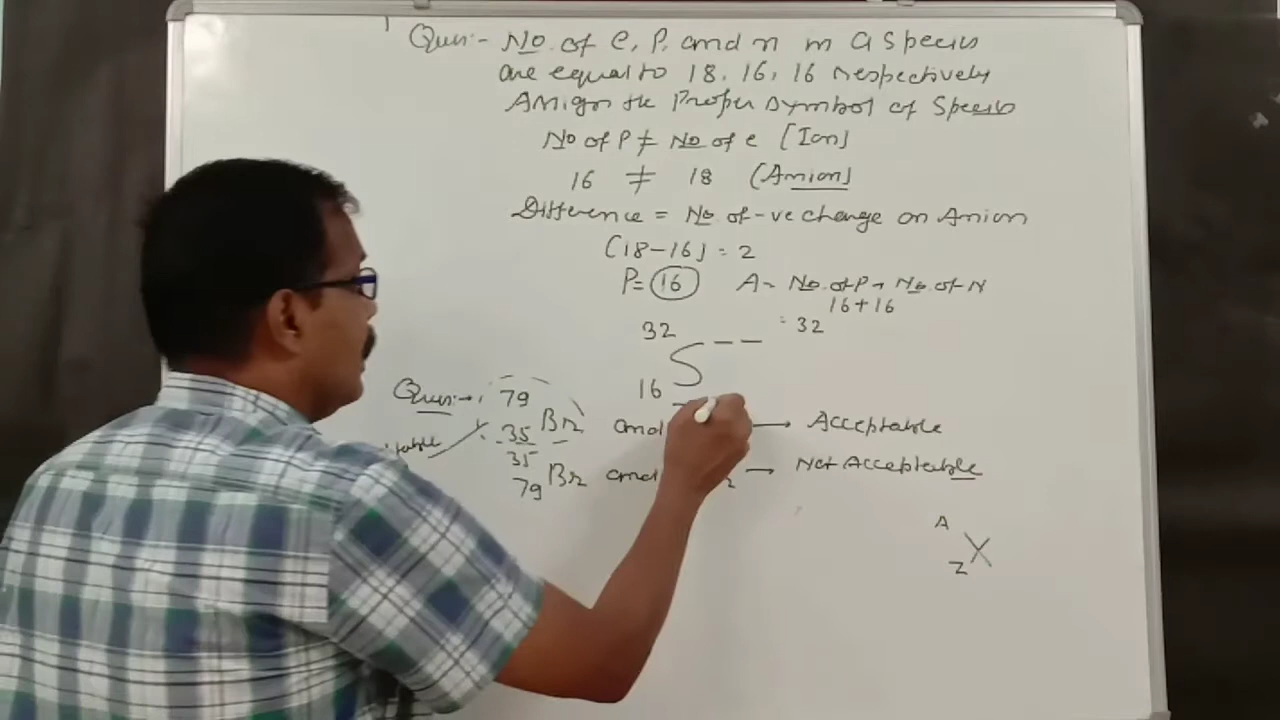 Ques:- No. of e, P, and n in a species
are equal to 18, 16, 16 respectively
Assign the Proper symbol of Species
No of P ≠ No of e [Ion]
16 ≠ 18 (Anion)
Difference = No. of -ve charge on Anion
(18-16) = 2
P = 16 A = No. of P + No. of N
16 + 16
= 32
32
S - -
16
Ques → 79
35 Br and → Acceptable
35
79 Br and → Not Acceptable
A
Z X